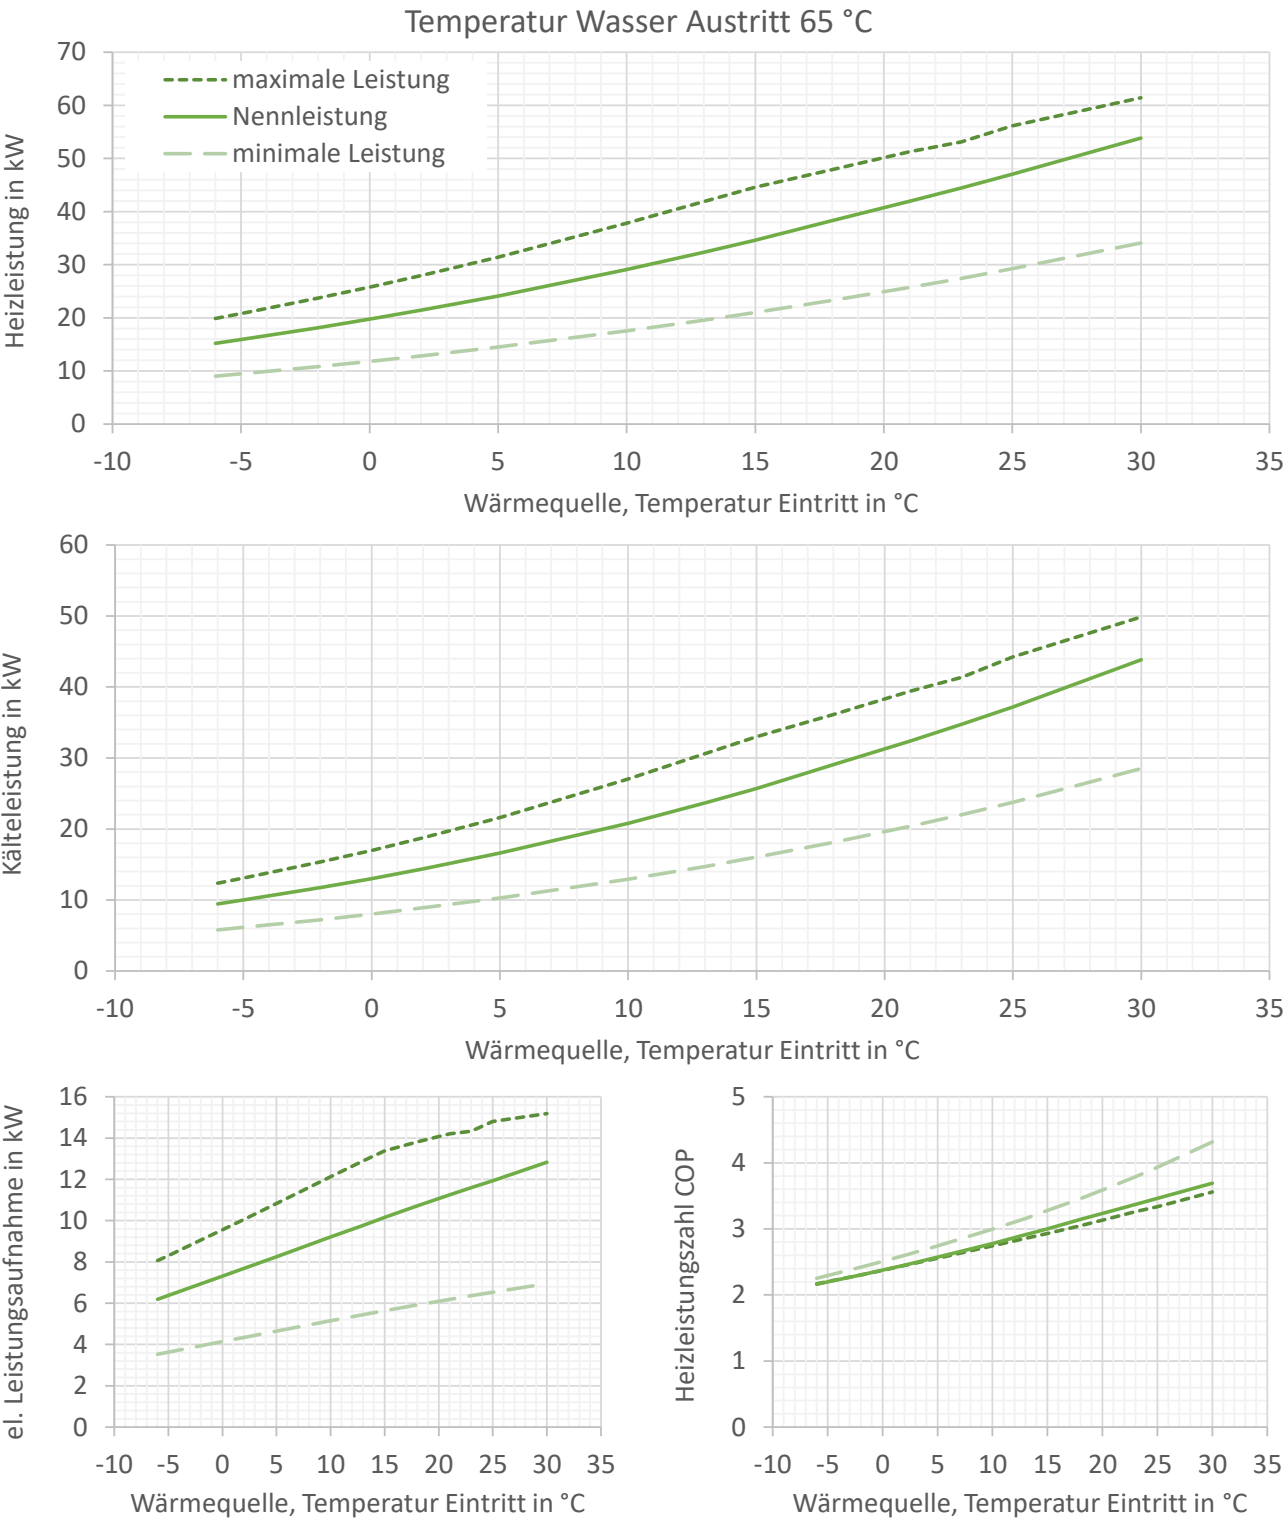 Temperatur Wasser Austritt 65 °C
Heizleistung in kW
70
60
50
40
30
20
10
0
maximale Leistung
Nennleistung
minimale Leistung
-10 -5 0 5 10 15 20 25 30 35
Wärmequelle, Temperatur Eintritt in °C
Kälteleistung in kW
60
50
40
30
20
10
0
-10 -5 0 5 10 15 20 25 30 35
Wärmequelle, Temperatur Eintritt in °C
el. Leistungsaufnahme in kW
16
14
12
10
8
6
4
2
0
-10 -5 0 5 10 15 20 25 30 35
Wärmequelle, Temperatur Eintritt in °C
Heizleistungszahl COP
5
4
3
2
1
0
-10 -5 0 5 10 15 20 25 30 35
Wärmequelle, Temperatur Eintritt in °C